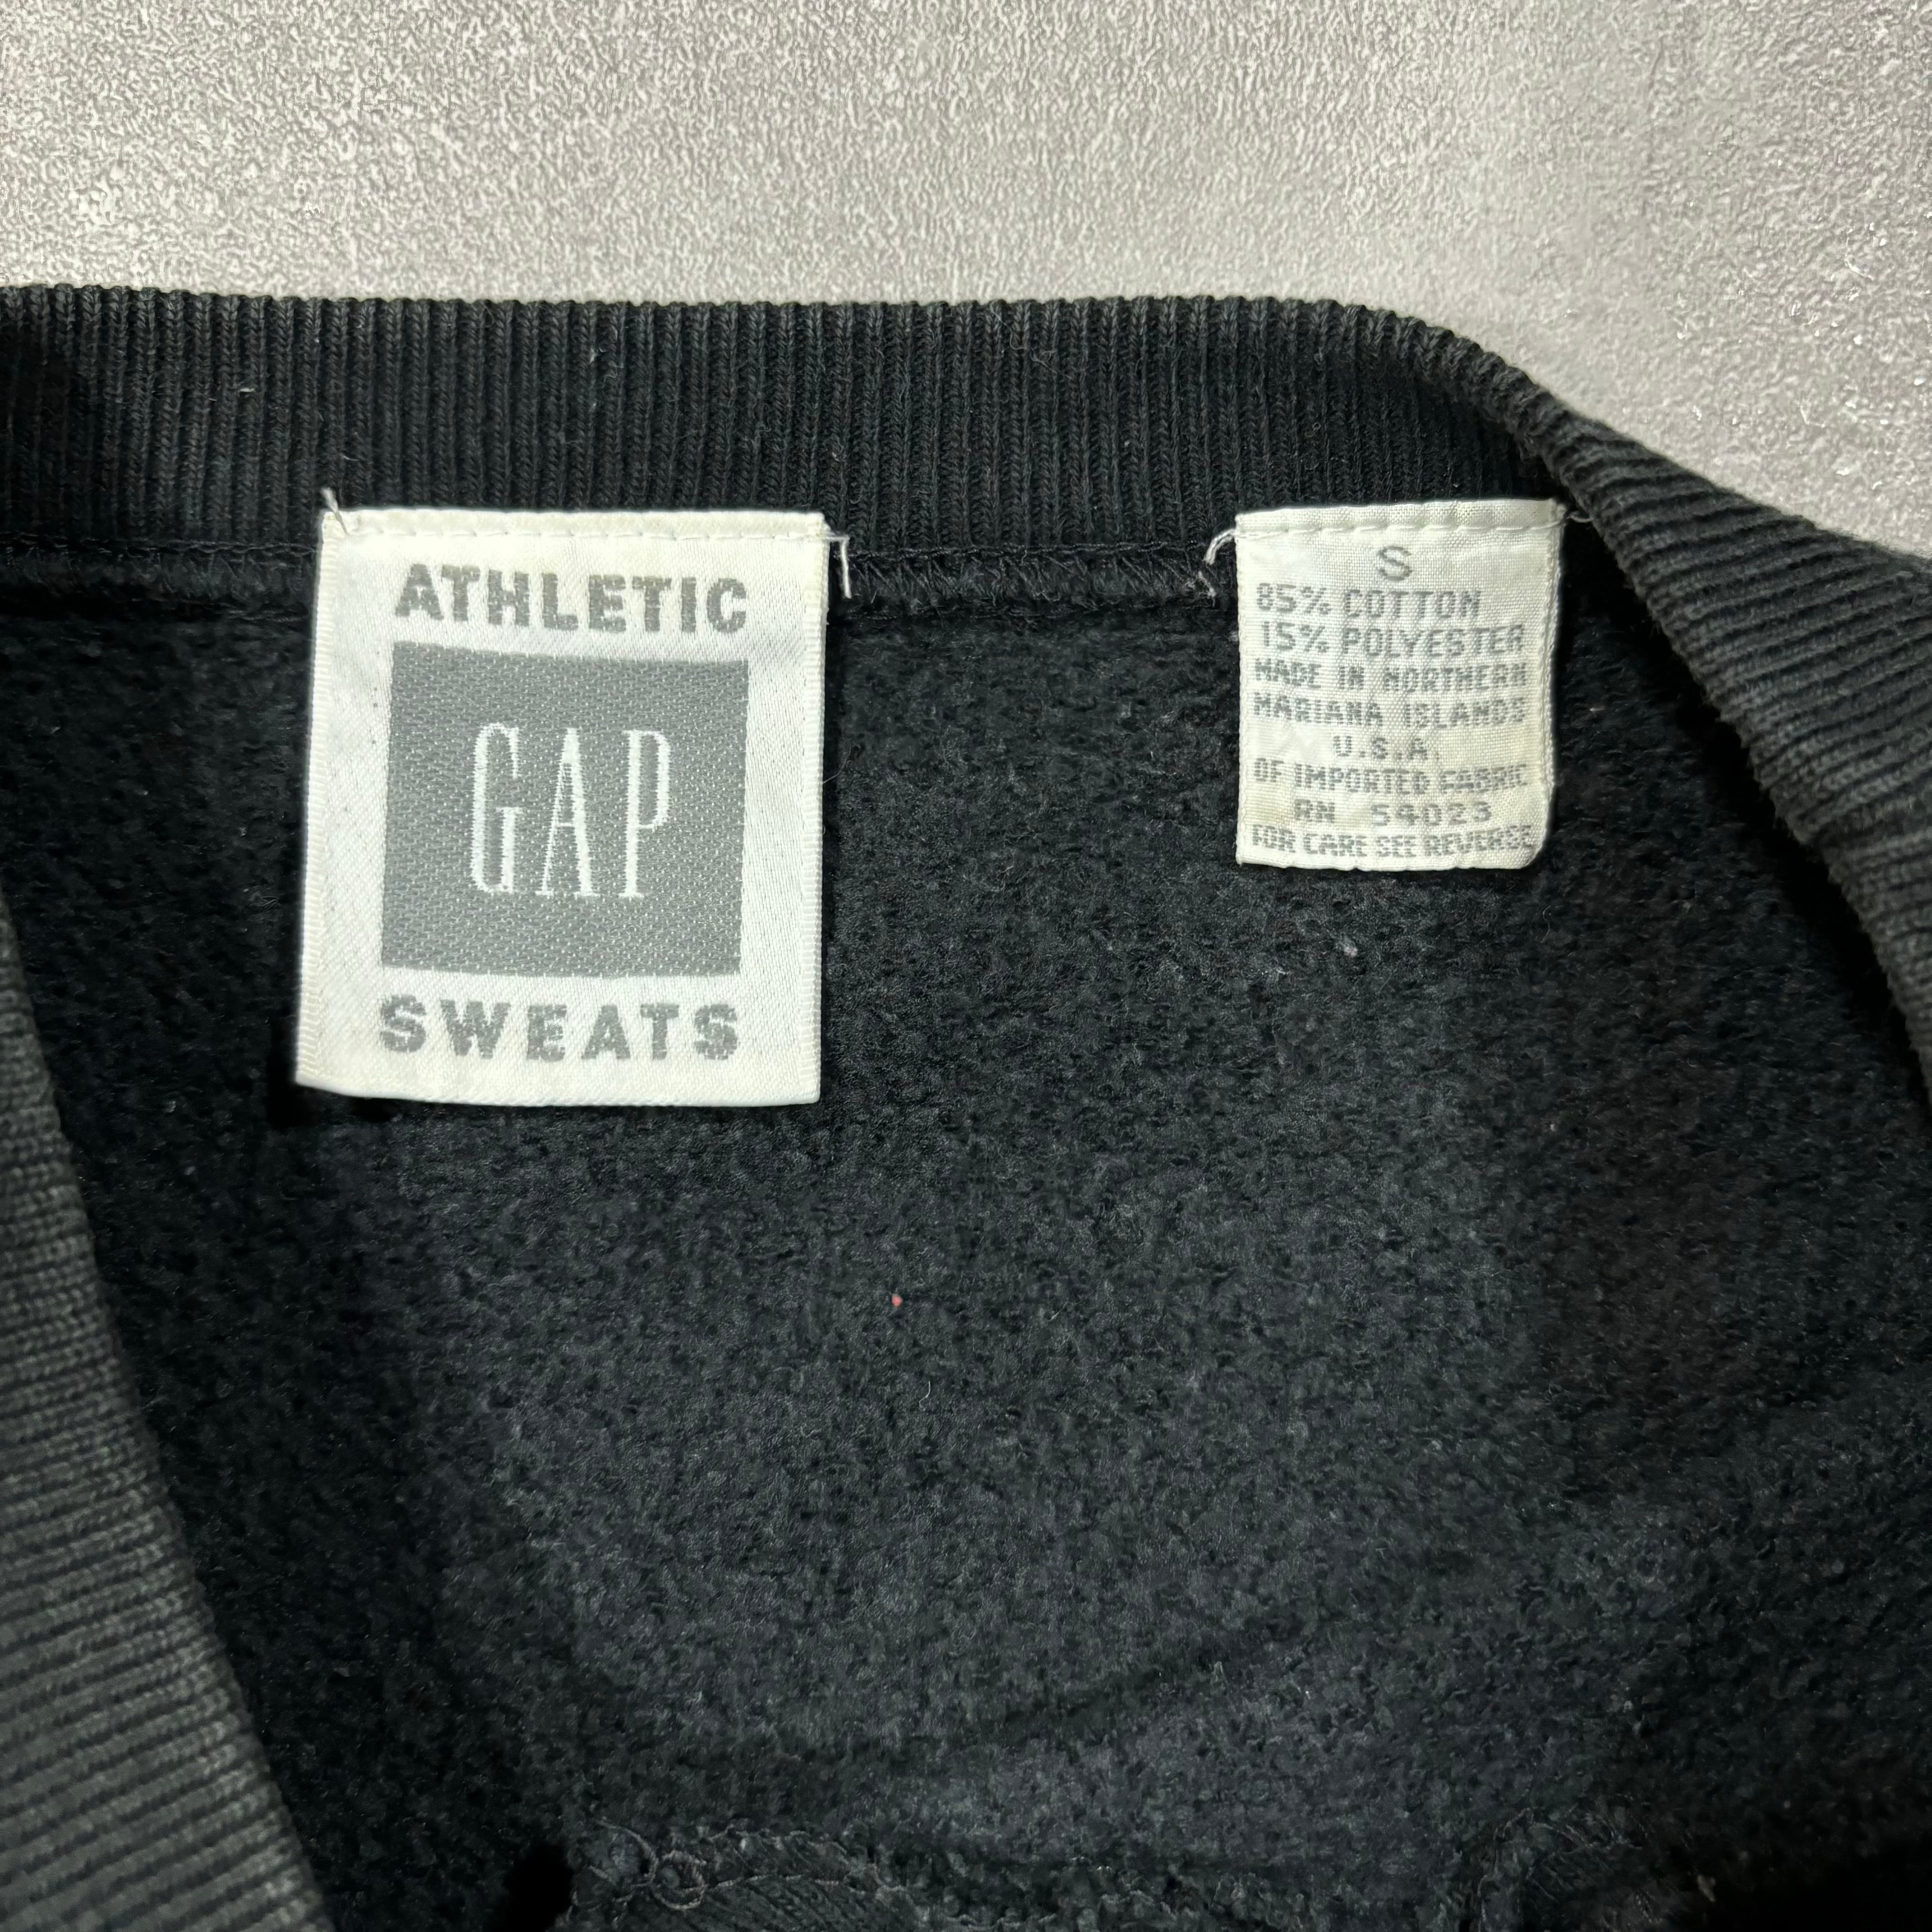 ATHLETIC
GAP
SWEATS
S
85% COTTON
15% POLYESTER
MADE IN NORTHERN
MARIANA ISLANDS
U.S.A.
OF IMPORTED FABRIC
RN 54023
FOR CARE SEE REVERSE